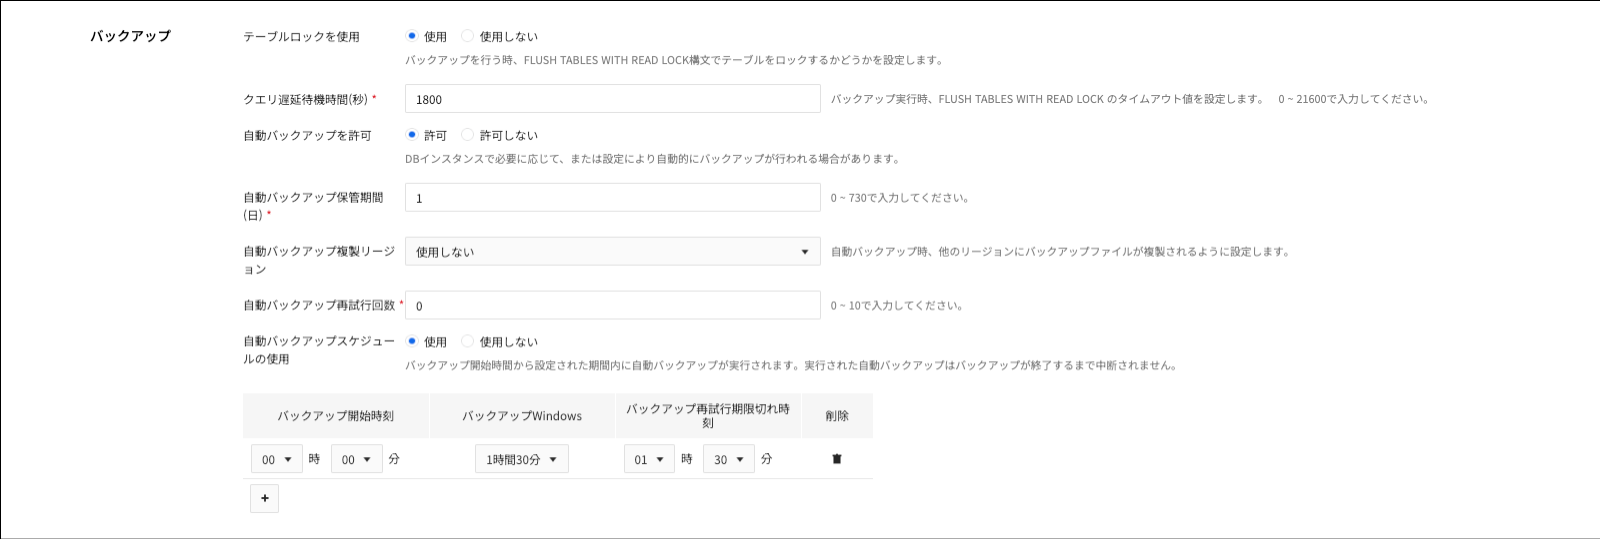 バックアップ
テーブルロックを使用
使用 使用しない
バックアップを行う時、FLUSH TABLES WITH READ LOCK構文でテーブルをロックするかどうかを設定します。
クエリ遅延待機時間(秒) *
1800
バックアップ実行時、FLUSH TABLES WITH READ LOCK のタイムアウト値を設定します。 0 ~ 21600で入力してください。
自動バックアップを許可
許可 許可しない
DBインスタンスで必要に応じて、または設定により自動的にバックアップが行われる場合があります。
自動バックアップ保管期間
(日) *
1
0 ~ 730で入力してください。
自動バックアップ複製リージ
ョン
使用しない
自動バックアップ時、他のリージョンにバックアップファイルが複製されるように設定します。
自動バックアップ再試行回数 *
0
0 ~ 10で入力してください。
自動バックアップスケジュー
ルの使用
使用 使用しない
バックアップ開始時間から設定された期間内に自動バックアップが実行されます。実行された自動バックアップはバックアップが終了するまで中断されません。
バックアップ開始時刻
バックアップWindows
バックアップ再試行期限切れ時
刻
削除
00 時 00 分
1時間30分
01 時 30 分
+